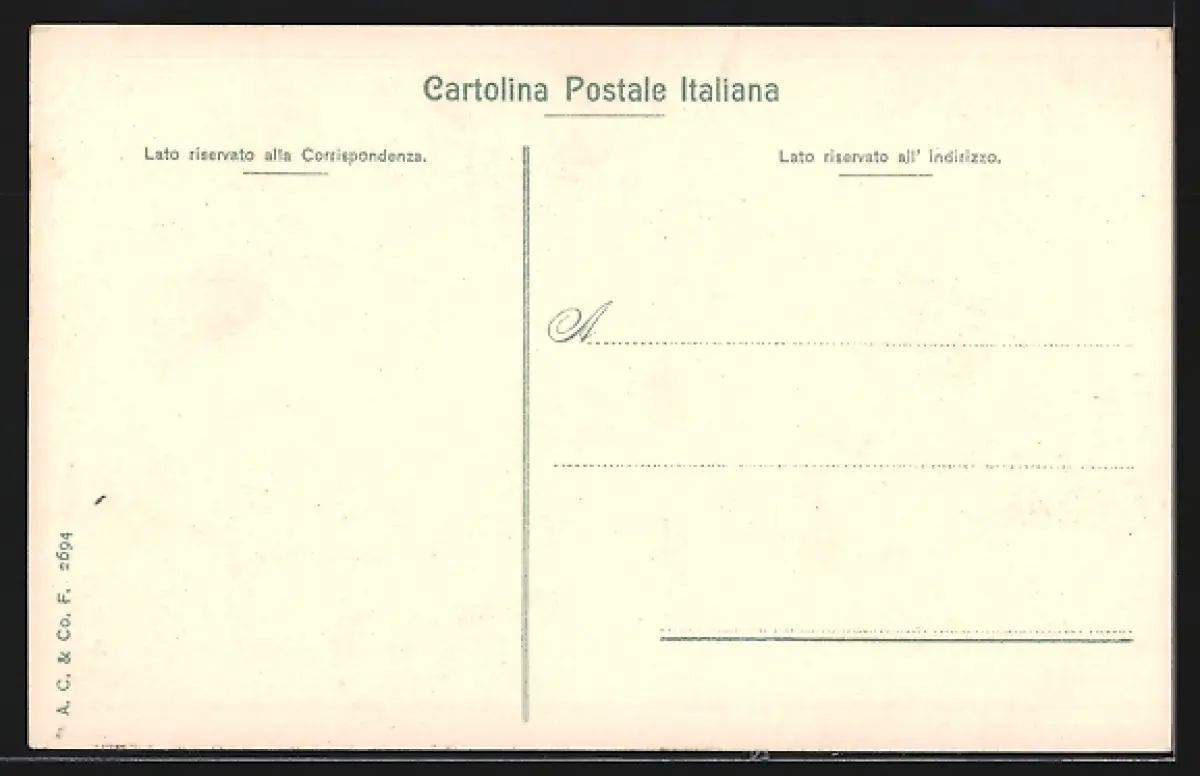 Cartolina Postale Italiana
Lato riservato alla Corrispondenza.
Lato riservato all' indirizzo.
A
A. C. & Co. F. 2694